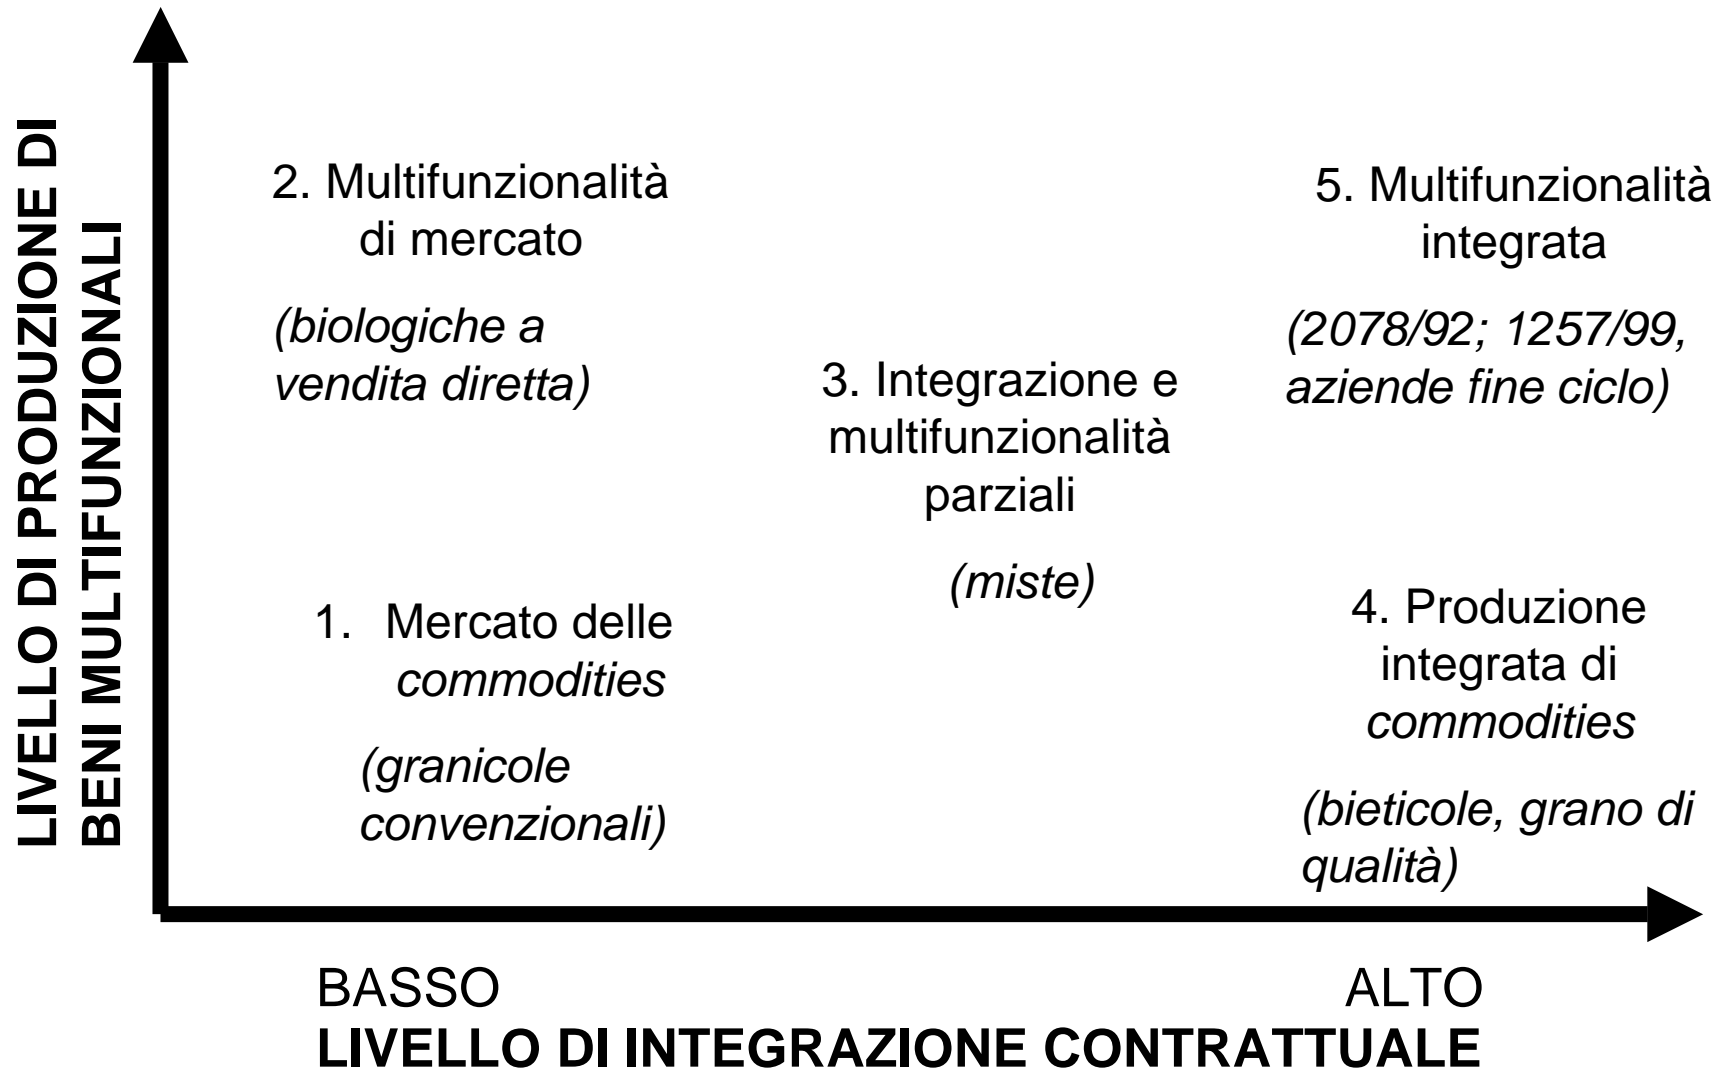 LIVELLO DI PRODUZIONE DI
BENI MULTIFUNZIONALI
2. Multifunzionalità
di mercato
(biologiche a
vendita diretta)
1. Mercato delle
commodities
(granicole
convenzionali)
3. Integrazione e
multifunzionalità
parziali
(miste)
5. Multifunzionalità
integrata
(2078/92; 1257/99,
aziende fine ciclo)
4. Produzione
integrata di
commodities
(bieticole, grano di
qualità)
BASSO ALTO
LIVELLO DI INTEGRAZIONE CONTRATTUALE